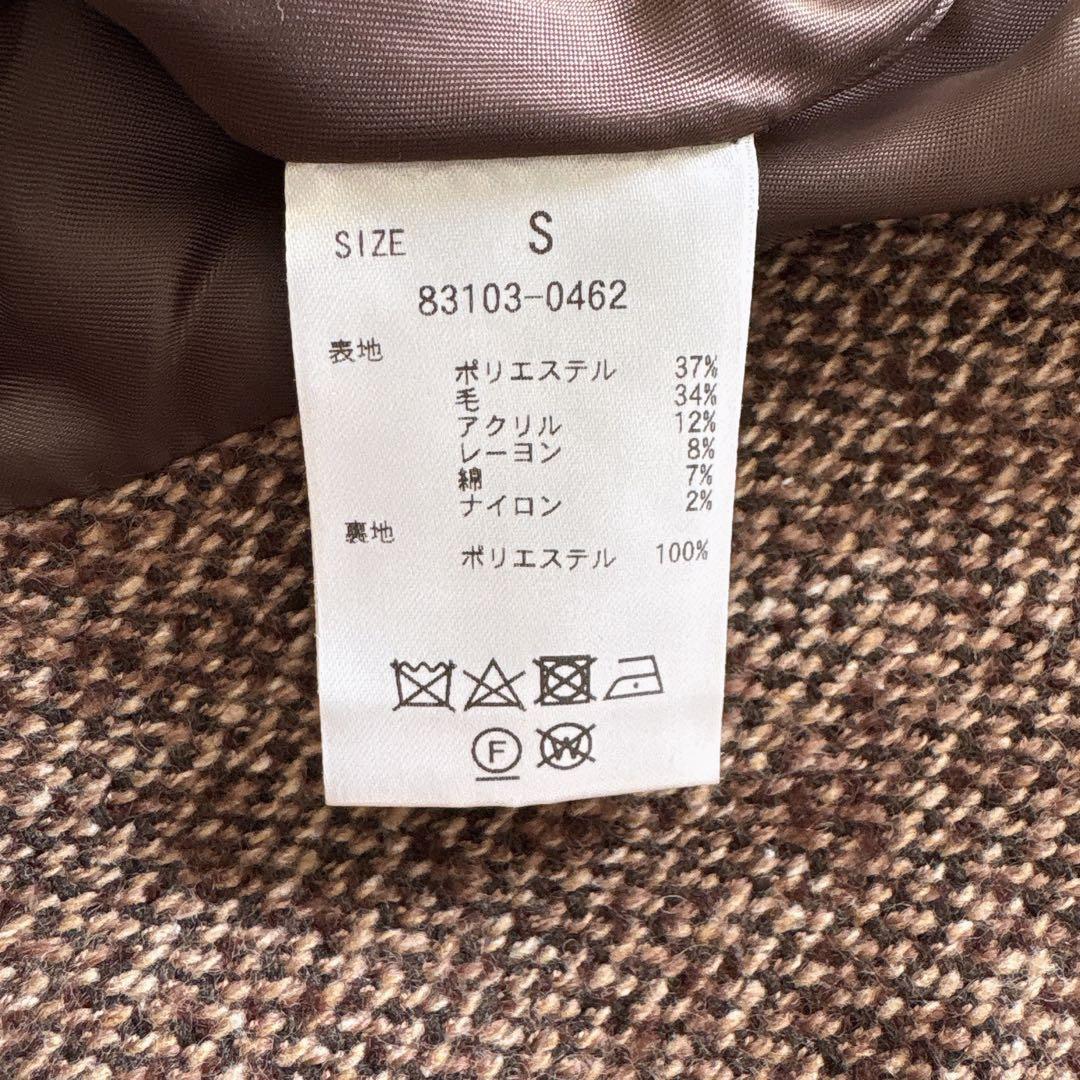 SIZE S
83103-0462
表地
ポリエステル 37%
毛 34%
アクリル 12%
レーヨン 8%
綿 7%
ナイロン 2%
裏地
ポリエステル 100%
F W